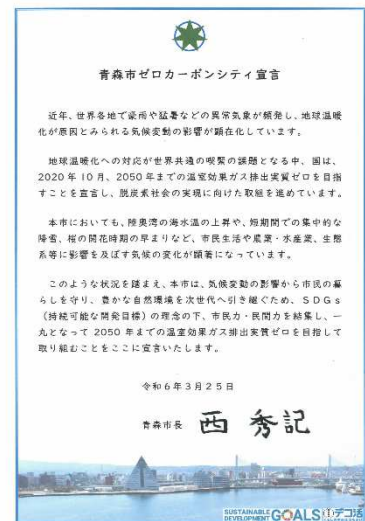 青森市ゼロカーボンシティ宣言
近年、世界各地で豪雨や猛暑などの異常気象が頻発し、地球温暖
化が原因とみられる気候変動の影響が顕在化しています。
地球温暖化への対応が世界共通の喫緊の課題となる中、国は、
2020年10月、2050年までの温室効果ガス排出実質ゼロを目指
すことを宣言し、脱炭素社会の実現に向けた取組を進めています。
本市においても、陸奥湾の海水温の上昇や、短期間での集中的な
降雪、桜の開花時期の早まりなど、市民生活や農業・水産業、生態
系等に影響を及ぼす気候の変化が顕著になっています。
このような状況を踏まえ、本市は、気候変動の影響から市民の暮
らしを守り、豊かな自然環境を次世代へ引き継ぐため、SDGs
(持続可能な開発目標)の理念の下、市民力・民間力を結集し、一
丸となって2050年までの温室効果ガス排出実質ゼロを目指して
取り組むことをここに宣言いたします。
令和6年3月25日
青森市長 西 秀記
SUSTAINABLE
DEVELOPMENT GOALS
デコ活